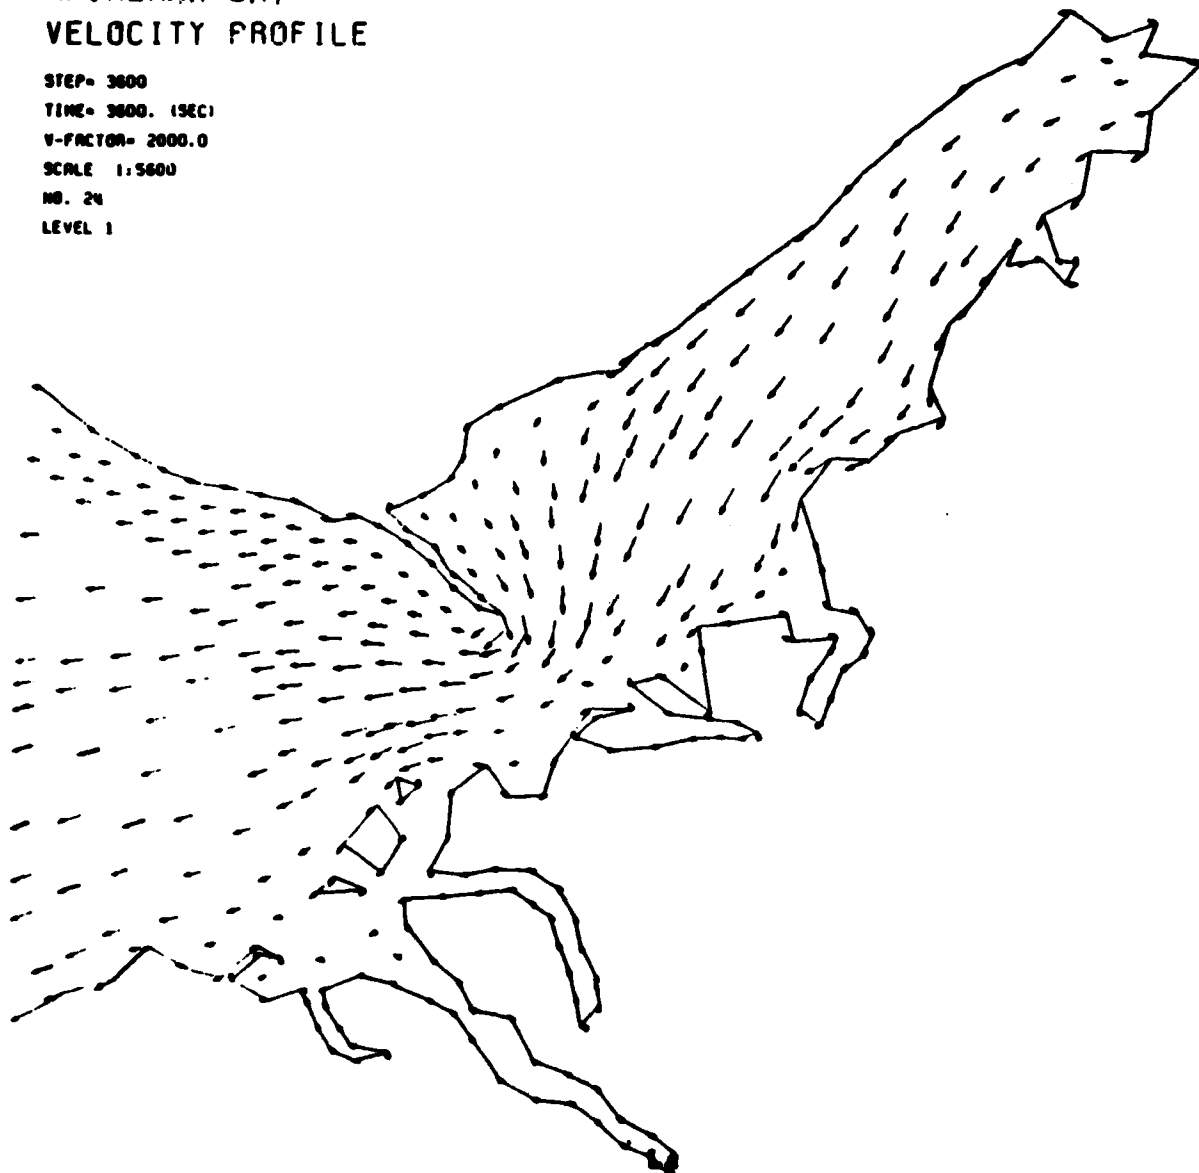 VELOCITY PROFILE
STEP= 3600
TIME= 3600. (SEC)
V-FACTOR= 2000.0
SCALE 1:5600
NO. 24
LEVEL 1